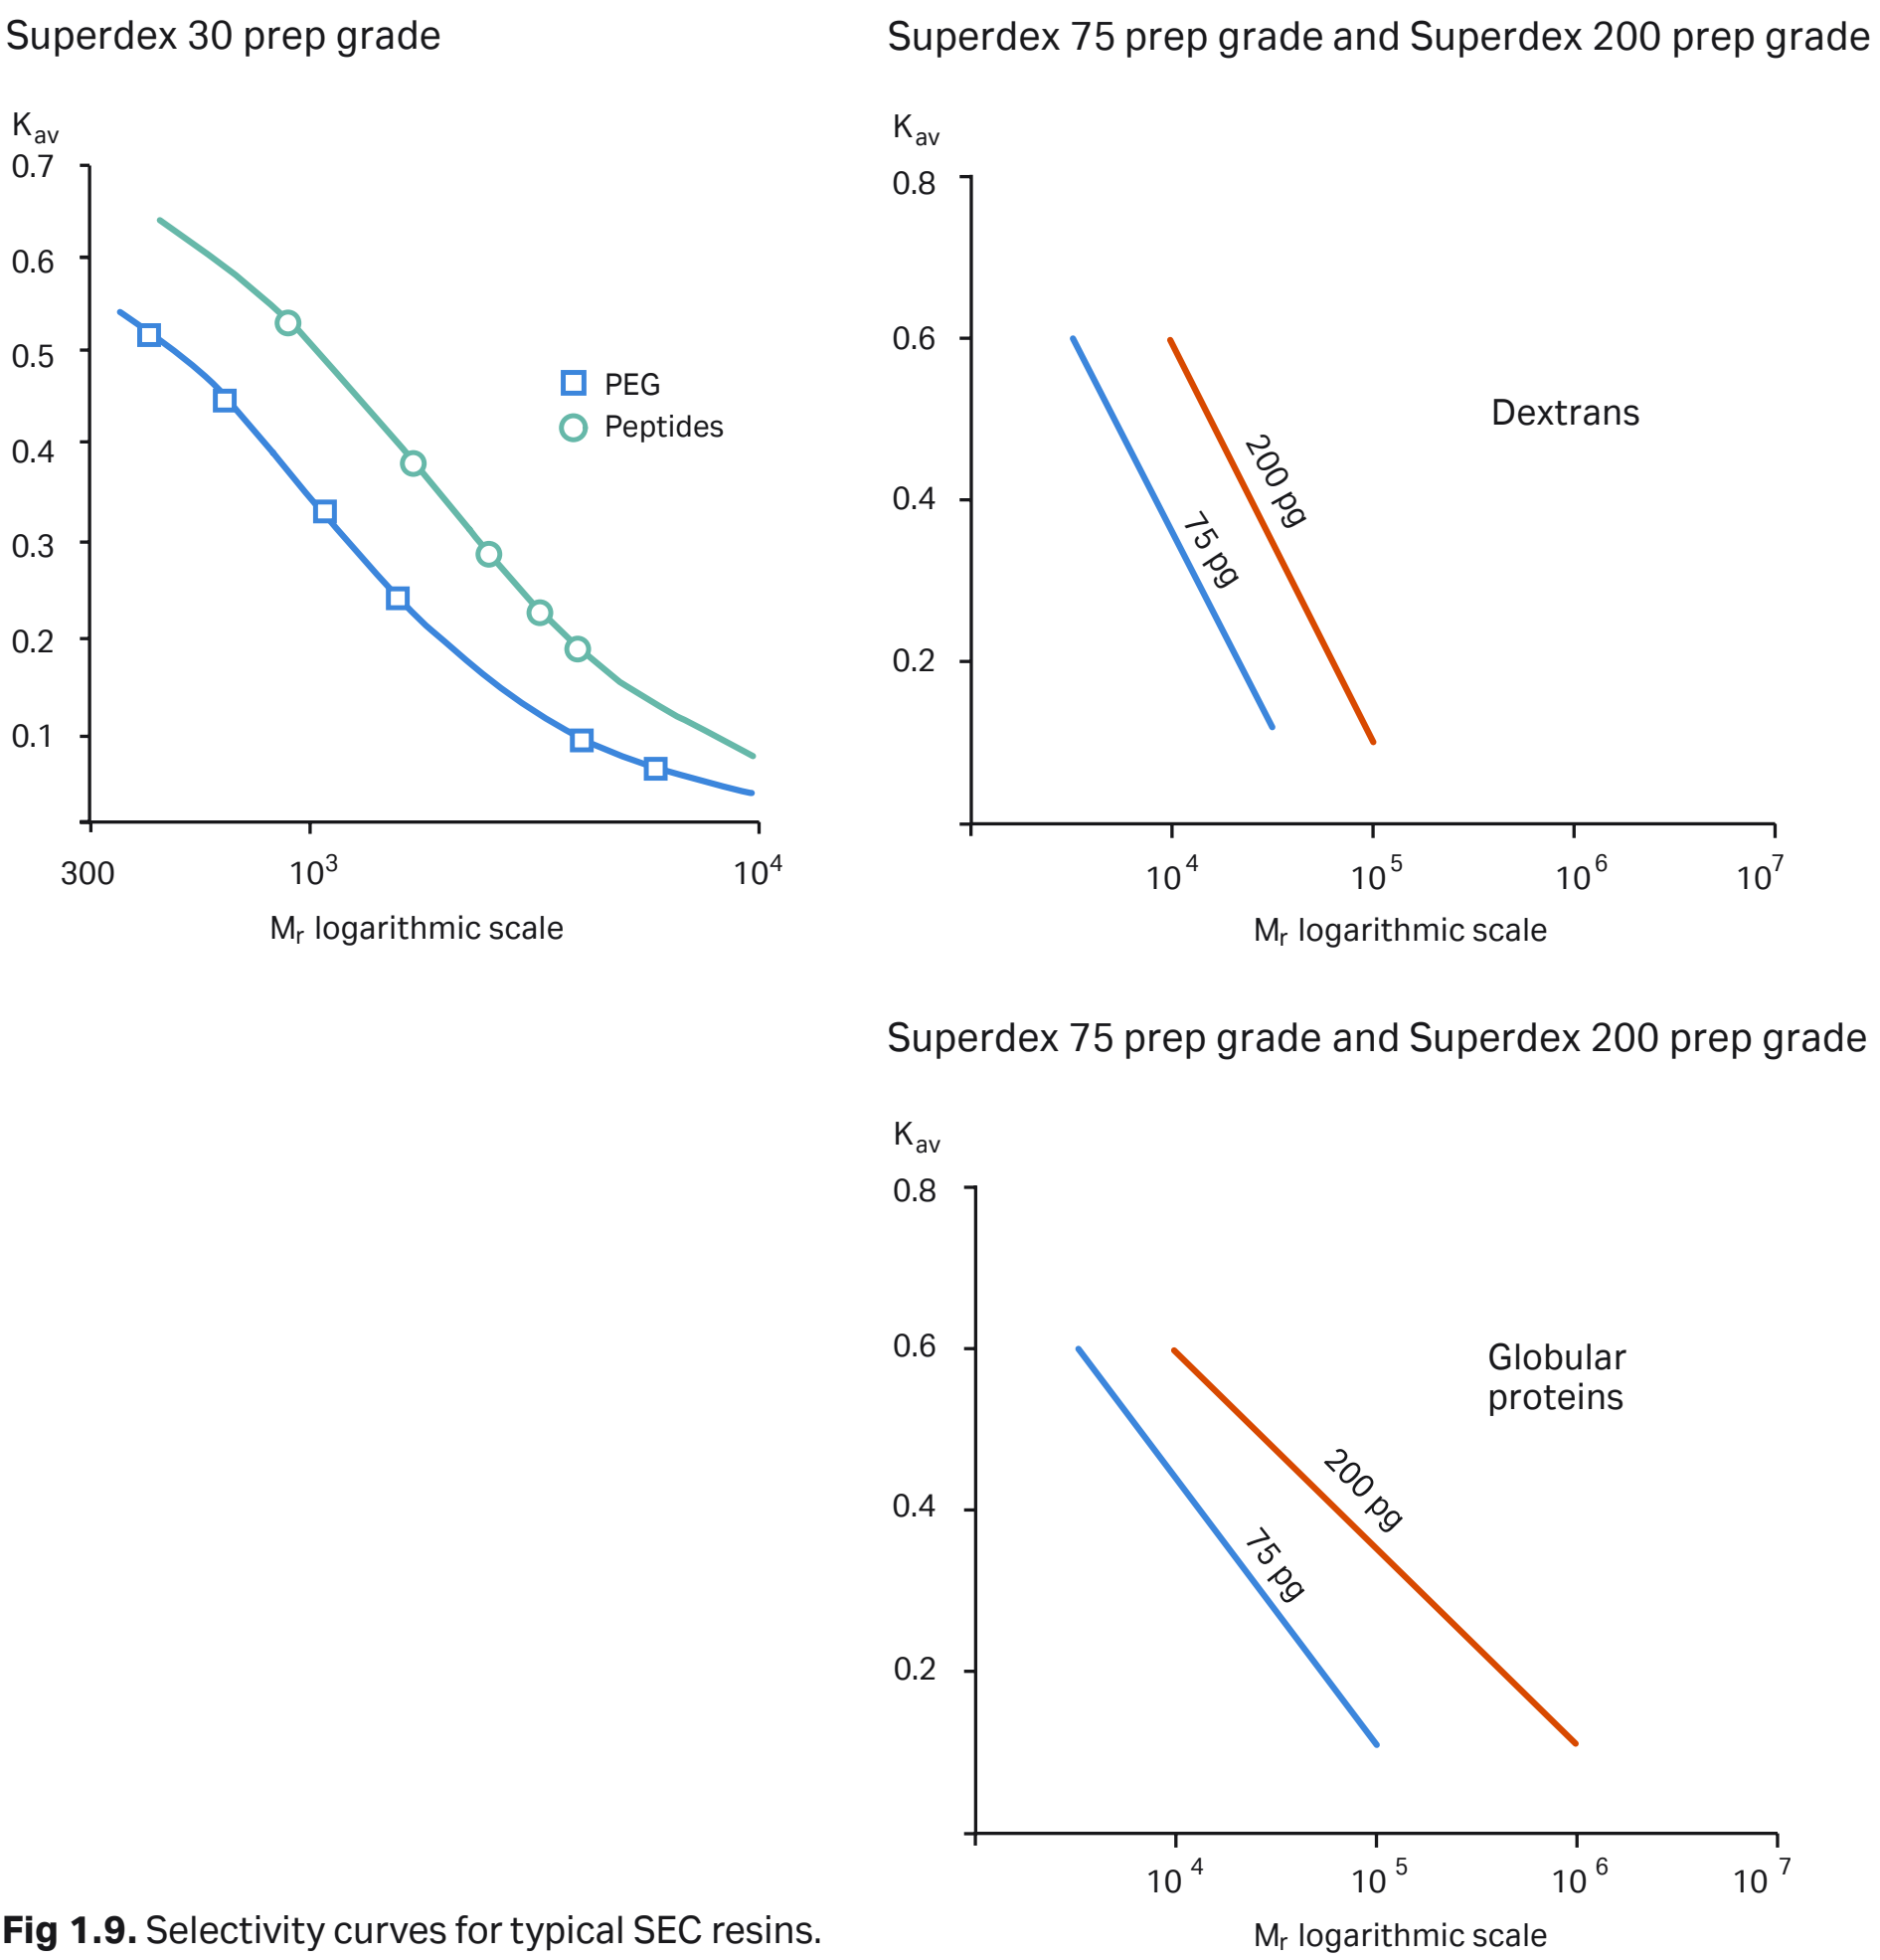 Superdex 30 prep grade
Kav
0.7
0.6
0.5
0.4
0.3
0.2
0.1
PEG
Peptides
300
10³
10⁴
Mr logarithmic scale
Superdex 75 prep grade and Superdex 200 prep grade
Kav
0.8
0.6
0.4
0.2
Dextrans
200 pg
75 pg
10⁴
10⁵
10⁶
10⁷
Mr logarithmic scale
Superdex 75 prep grade and Superdex 200 prep grade
Kav
0.8
0.6
0.4
0.2
Globular
proteins
200 pg
75 pg
10⁴
10⁵
10⁶
10⁷
Mr logarithmic scale
Fig 1.9. Selectivity curves for typical SEC resins.